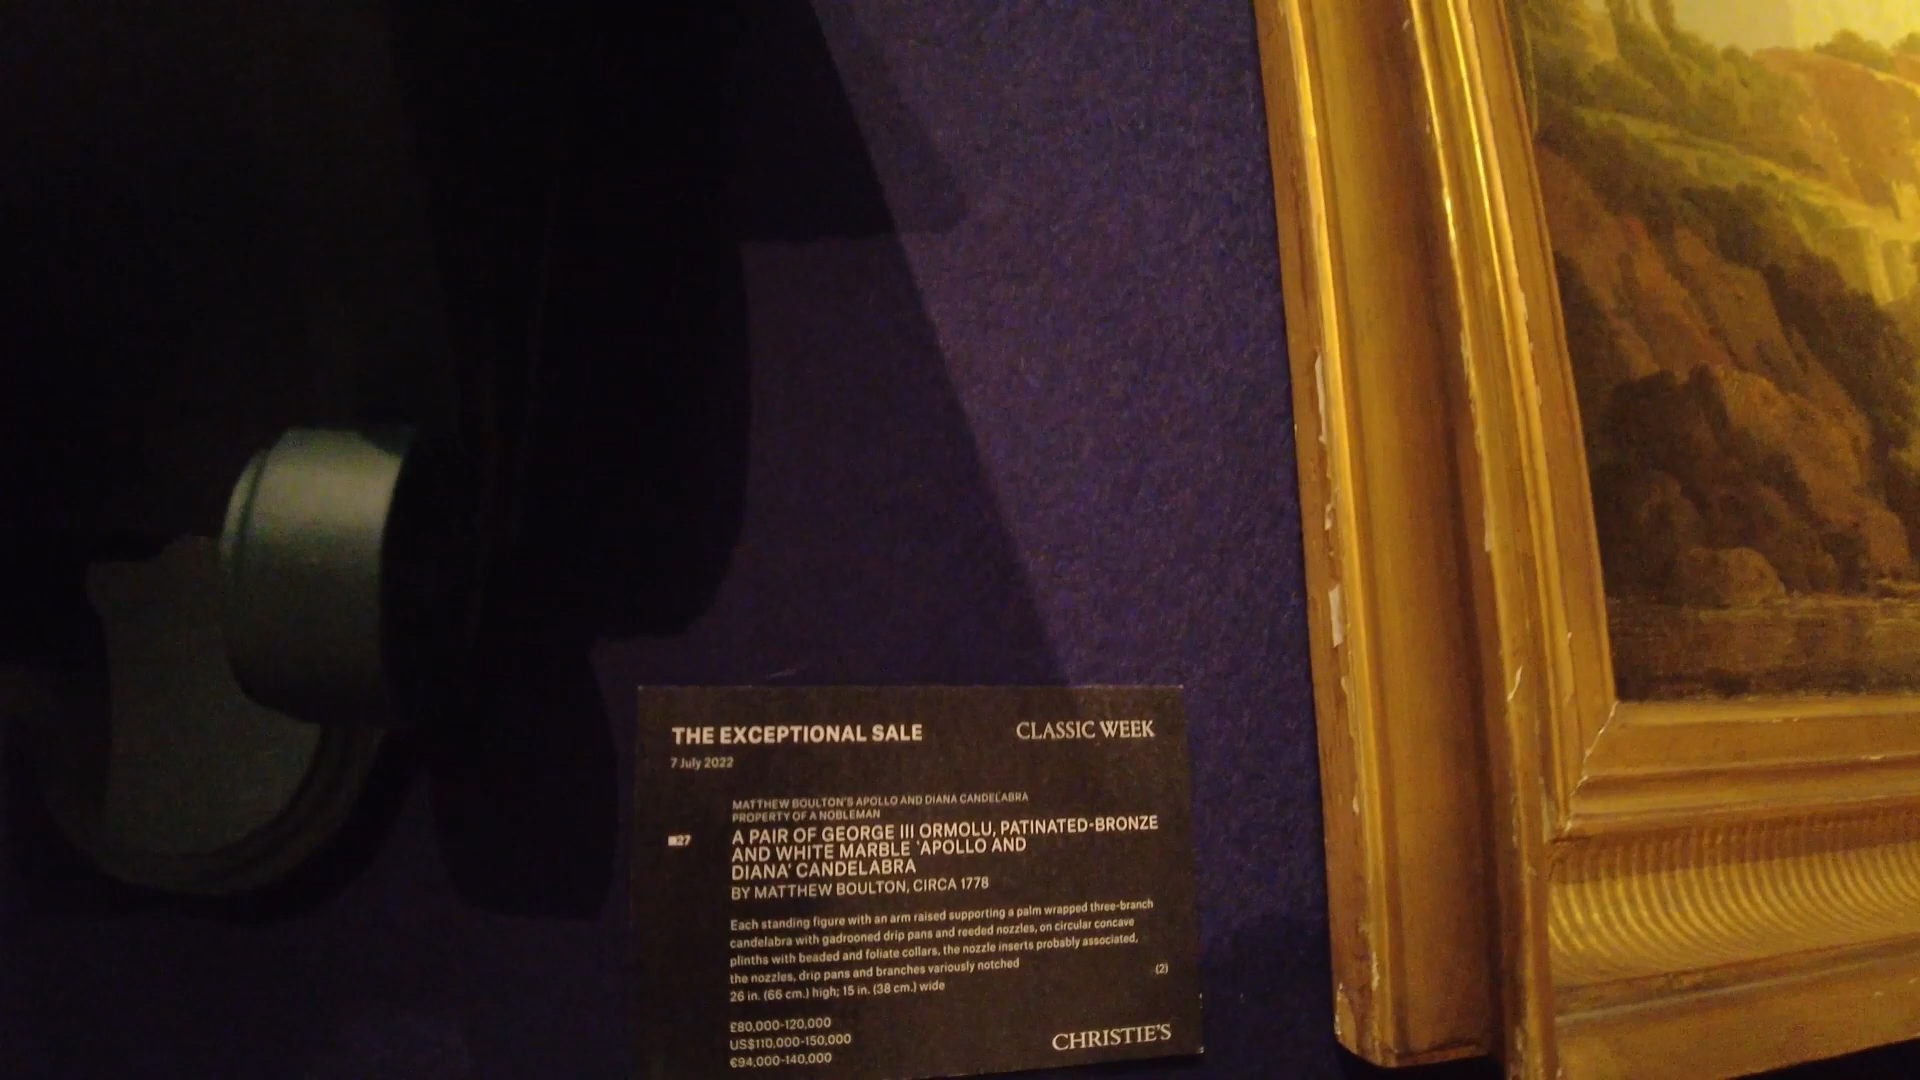 THE EXCEPTIONAL SALE
CLASSIC WEEK
7 July 2022
MATTHEW BOULTON'S APOLLO AND DIANA CANDELABRA
PROPERTY OF A NOBLEMAN
27
A PAIR OF GEORGE III ORMOLU, PATINATED-BRONZE
AND WHITE MARBLE 'APOLLO AND
DIANA' CANDELABRA
BY MATTHEW BOULTON, CIRCA 1778
Each standing figure with an arm raised supporting a palm wrapped three-branch
candelabra with gadrooned drip pans and reeded nozzles, on circular concave
plinths with beaded and foliate collars, the nozzle inserts probably associated,
the nozzles, drip pans and branches variously notched
(2)
26 in. (66 cm.) high; 15 in. (38 cm.) wide
£80,000-120,000
US$110,000-150,000
€94,000-140,000
CHRISTIE'S